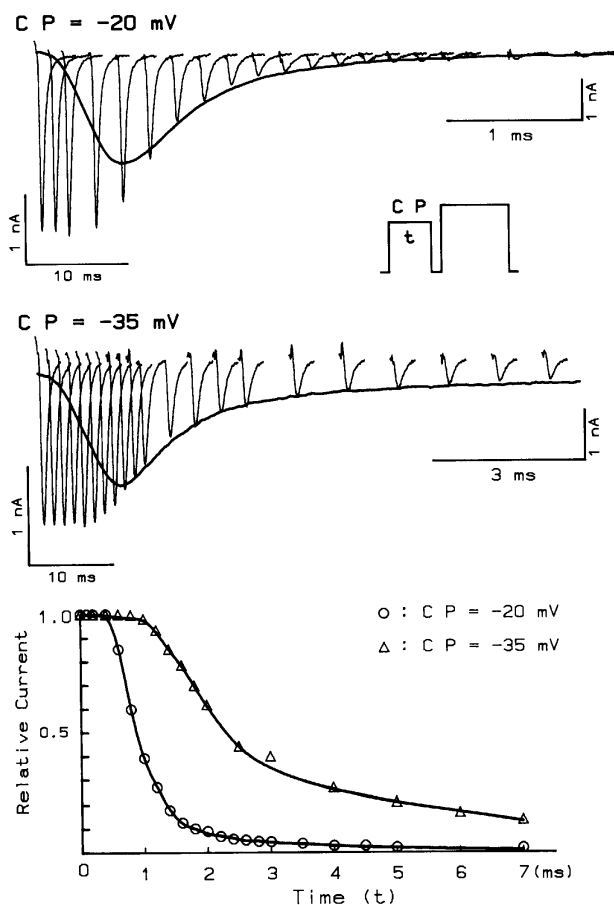 C P = -20 mV
1 nA
1 ms
C P
t
1 nA
10 ms
C P = -35 mV
1 nA
3 ms
1 nA
10 ms
1.0
0.5
Relative Current
○ : C P = -20 mV
△ : C P = -35 mV
0 1 2 3 4 5 6 7 (ms)
Time (t)